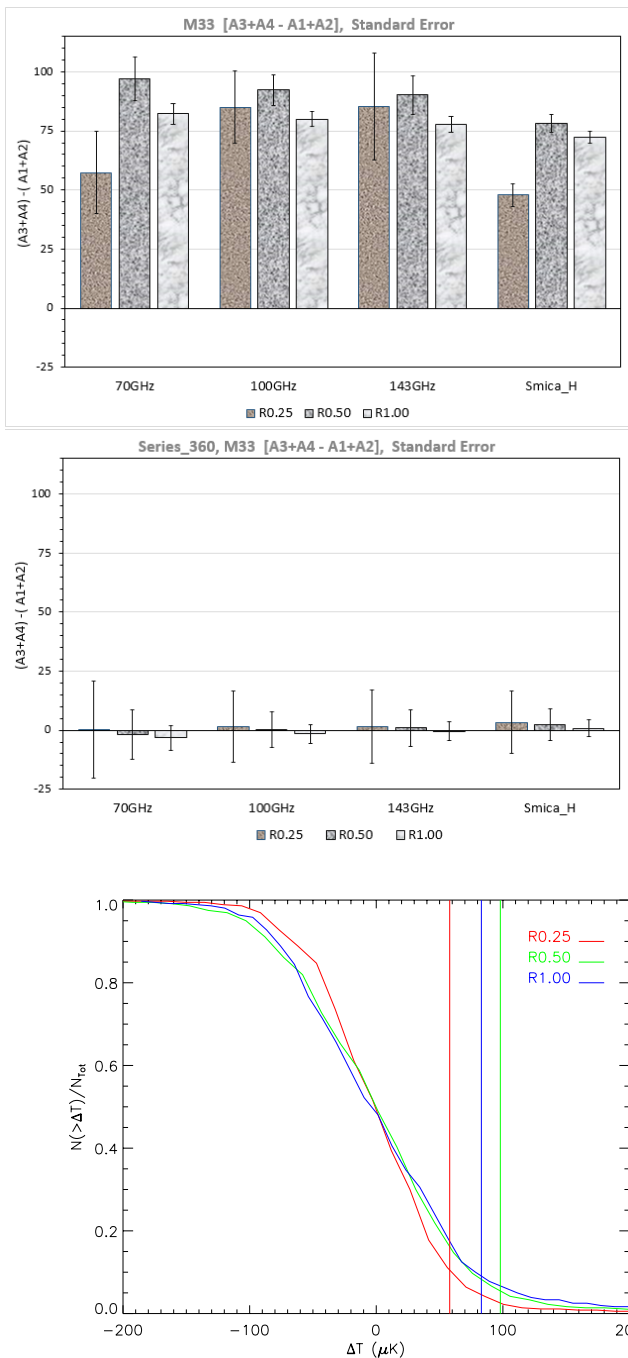 M33 [A3+A4 - A1+A2], Standard Error
(A3+A4) - ( A1+A2)
100
75
50
25
0
-25
70GHz 100GHz 143GHz Smica_H
R0.25 R0.50 R1.00
Series_360, M33 [A3+A4 - A1+A2], Standard Error
(A3+A4) - ( A1+A2)
100
75
50
25
0
-25
70GHz 100GHz 143GHz Smica_H
R0.25 R0.50 R1.00
N(>ΔT)/N_Tot
1.0
0.8
0.6
0.4
0.2
0.0
R0.25
R0.50
R1.00
-200 -100 0 100 200
ΔT (μK)